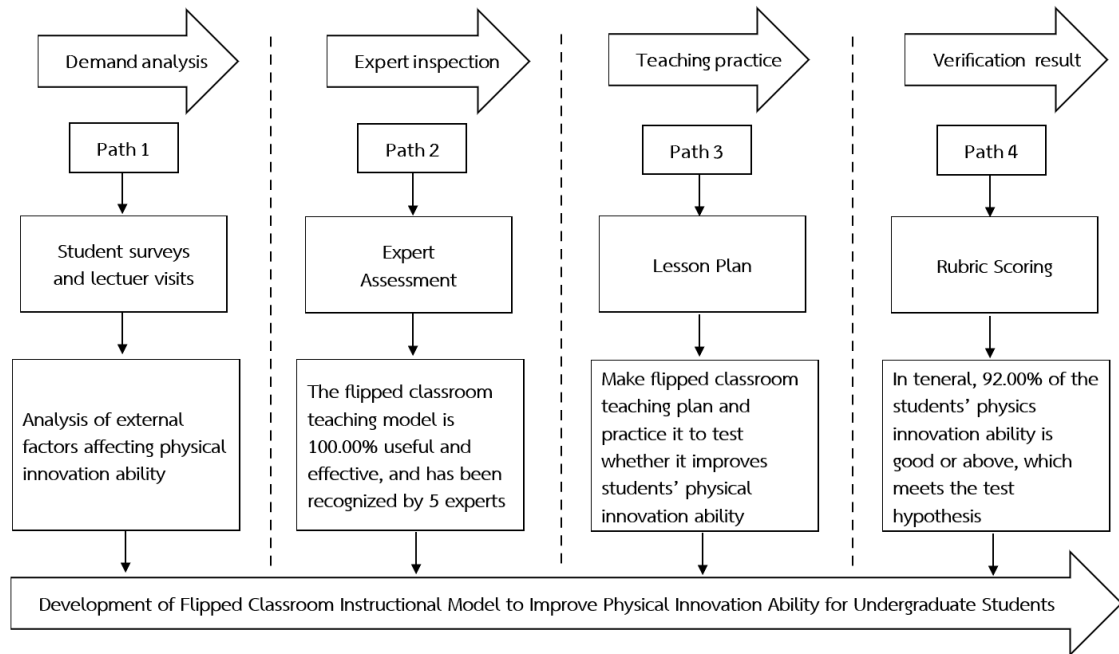 Demand analysis
Expert inspection
Teaching practice
Verification result
Path 1
Path 2
Path 3
Path 4
Student surveys
and lectuer visits
Expert
Assessment
Lesson Plan
Rubric Scoring
Analysis of external
factors affecting physical
innovation ability
The flipped classroom
teaching model is
100.00% useful and
effective, and has been
recognized by 5 experts
Make flipped classroom
teaching plan and
practice it to test
whether it improves
students’ physical
innovation ability
In teneral, 92.00% of the
students’ physics
innovation ability is
good or above, which
meets the test
hypothesis
Development of Flipped Classroom Instructional Model to Improve Physical Innovation Ability for Undergraduate Students